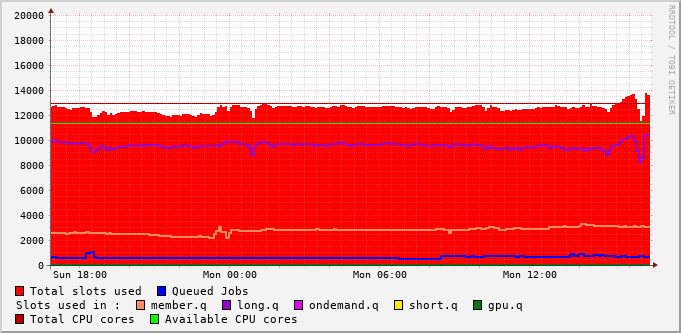 20000
18000
16000
14000
12000
10000
8000
6000
4000
2000
0
Sun 18:00 Mon 00:00 Mon 06:00 Mon 12:00
Total slots used Queued Jobs
Slots used in : member.q long.q ondemand.q short.q gpu.q
Total CPU cores Available CPU cores
RRDTOOL / TOBI OETIKER